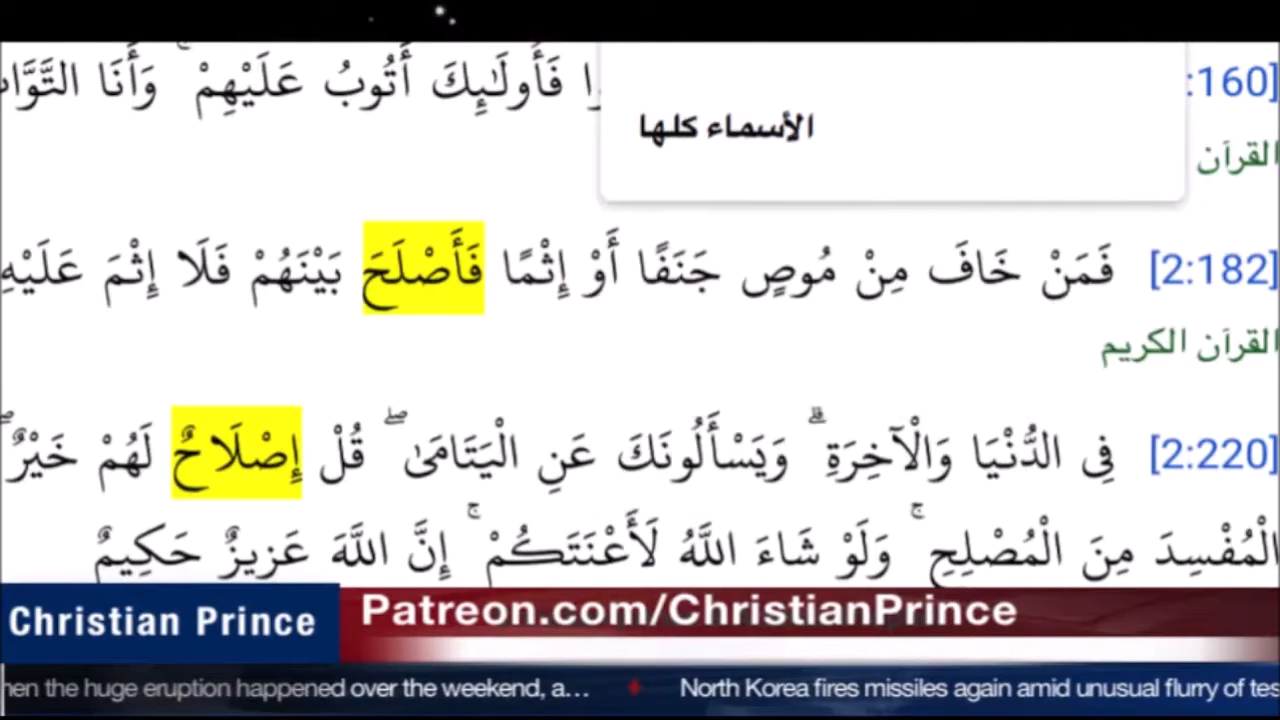 [2:160] وا فَأُولَٰئِكَ أَتُوبُ عَلَيْهِمْ ۚ وَأَنَا
الأسماء كلها
القرآن
[2:182] فَمَنْ خَافَ مِنْ مُوصٍ جَنَفًا أَوْ إِثْمًا فَأَصْلَحَ بَيْنَهُمْ فَلَا إِثْمَ عَلَيْهِ
القرآن الكريم
[2:220] فِي الدُّنْيَا وَالْآخِرَةِ ۗ وَيَسْأَلُونَكَ عَنِ الْيَتَامَىٰ ۖ قُلْ إِصْلَاحٌ لَهُمْ خَيْرٌ ۖ
الْمُفْسِدَ مِنَ الْمُصْلِحِ ۚ وَلَوْ شَاءَ اللَّهُ لَأَعْنَتَكُمْ ۚ إِنَّ اللَّهَ عَزِيزٌ حَكِيمٌ
Christian Prince
Patreon.com/ChristianPrince
hen the huge eruption happened over the weekend, a… ♦ North Korea fires missiles again amid unusual flurry of tes